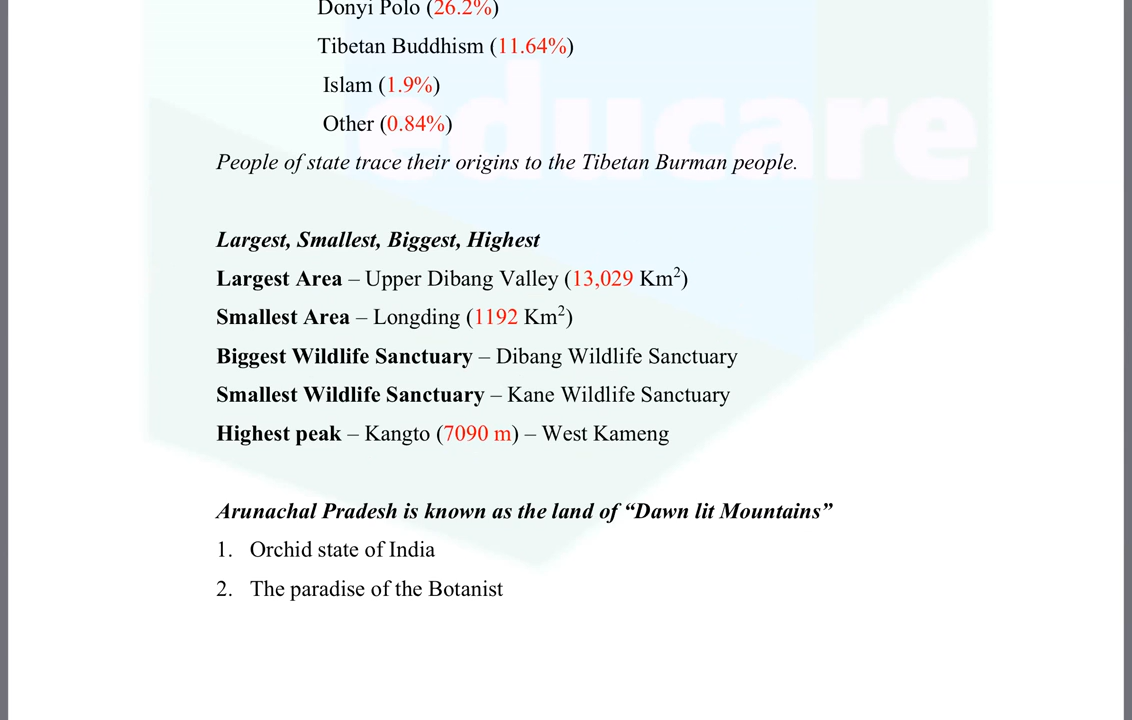 Donyi Polo (26.2%)
Tibetan Buddhism (11.64%)
Islam (1.9%)
Other (0.84%)
educare
People of state trace their origins to the Tibetan Burman people.
Largest, Smallest, Biggest, Highest
Largest Area – Upper Dibang Valley (13,029 Km²)
Smallest Area – Longding (1192 Km²)
Biggest Wildlife Sanctuary – Dibang Wildlife Sanctuary
Smallest Wildlife Sanctuary – Kane Wildlife Sanctuary
Highest peak – Kangto (7090 m) – West Kameng
Arunachal Pradesh is known as the land of “Dawn lit Mountains”
1. Orchid state of India
2. The paradise of the Botanist